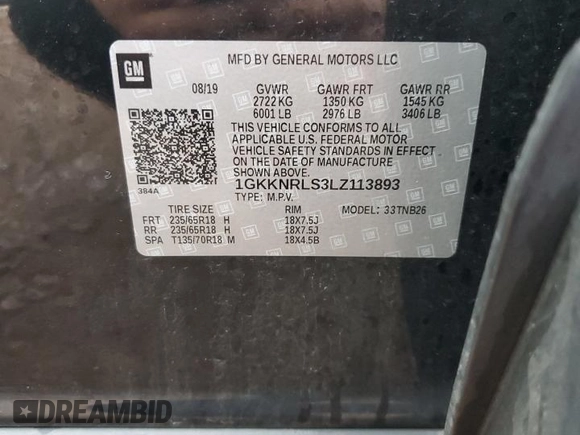 GM
MFD BY GENERAL MOTORS LLC
08/19 GVWR GAWR FRT GAWR RR
2722 KG 1350 KG 1545 KG
6001 LB 2976 LB 3406 LB
THIS VEHICLE CONFORMS TO ALL
APPLICABLE U.S. FEDERAL MOTOR
VEHICLE SAFETY STANDARDS IN EFFECT ON
THE DATE OF MANUFACTURE SHOWN
ABOVE.
384A
1GKKNRLS3LZ113893
TYPE: M.P.V.
TIRE SIZE RIM MODEL: 33TNB26
FRT 235/65R18 H 18X7.5J
RR 235/65R18 H 18X7.5J
SPA T135/70R18 M 18X4.5B
DREAMBID